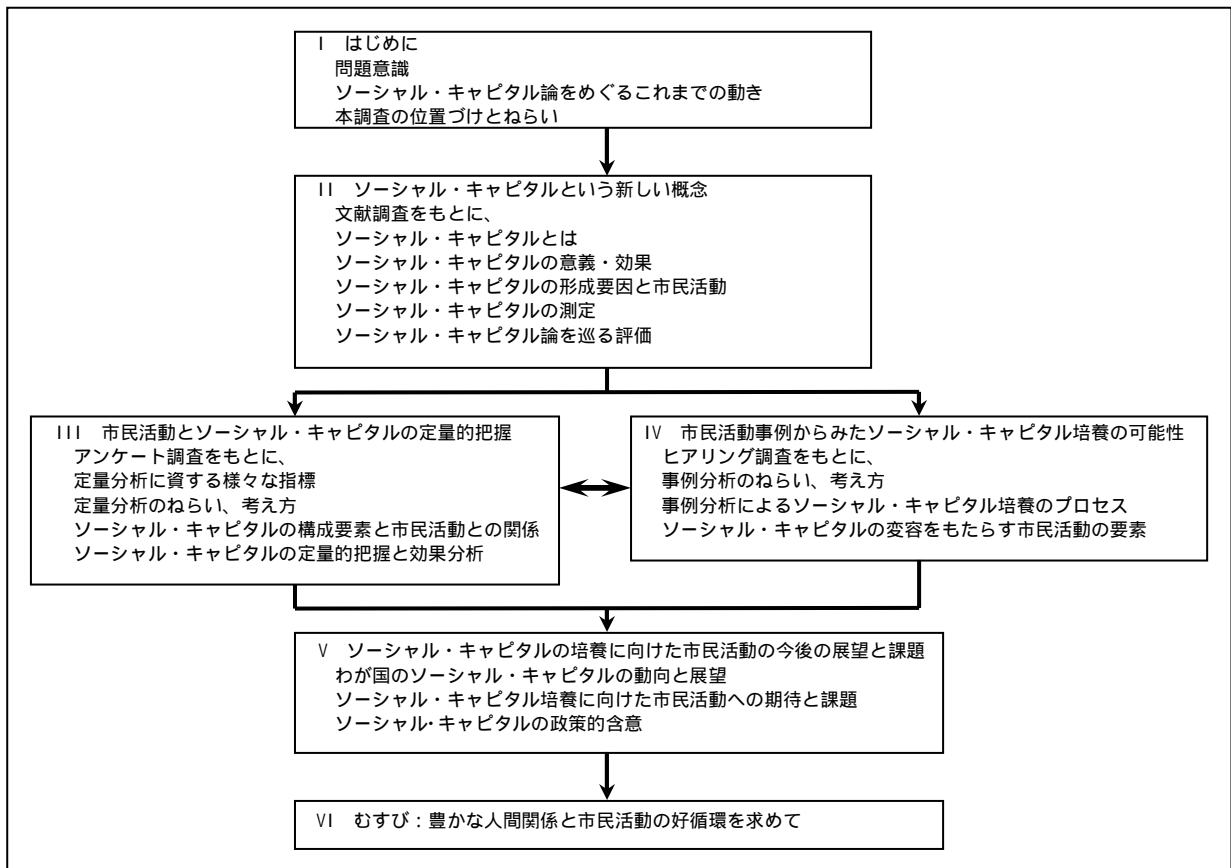 I はじめに
問題意識
ソーシャル・キャピタル論をめぐるこれまでの動き
本調査の位置づけとねらい
II ソーシャル・キャピタルという新しい概念
文献調査をもとに、
ソーシャル・キャピタルとは
ソーシャル・キャピタルの意義・効果
ソーシャル・キャピタルの形成要因と市民活動
ソーシャル・キャピタルの測定
ソーシャル・キャピタル論を巡る評価
III 市民活動とソーシャル・キャピタルの定量的把握
アンケート調査をもとに、
定量分析に資する様々な指標
定量分析のねらい、考え方
ソーシャル・キャピタルの構成要素と市民活動との関係
ソーシャル・キャピタルの定量的把握と効果分析
IV 市民活動事例からみたソーシャル・キャピタル培養の可能性
ヒアリング調査をもとに、
事例分析のねらい、考え方
事例分析によるソーシャル・キャピタル培養のプロセス
ソーシャル・キャピタルの変容をもたらす市民活動の要素
V ソーシャル・キャピタルの培養に向けた市民活動の今後の展望と課題
わが国のソーシャル・キャピタルの動向と展望
ソーシャル・キャピタル培養に向けた市民活動への期待と課題
ソーシャル・キャピタルの政策的含意
VI むすび：豊かな人間関係と市民活動の好循環を求めて